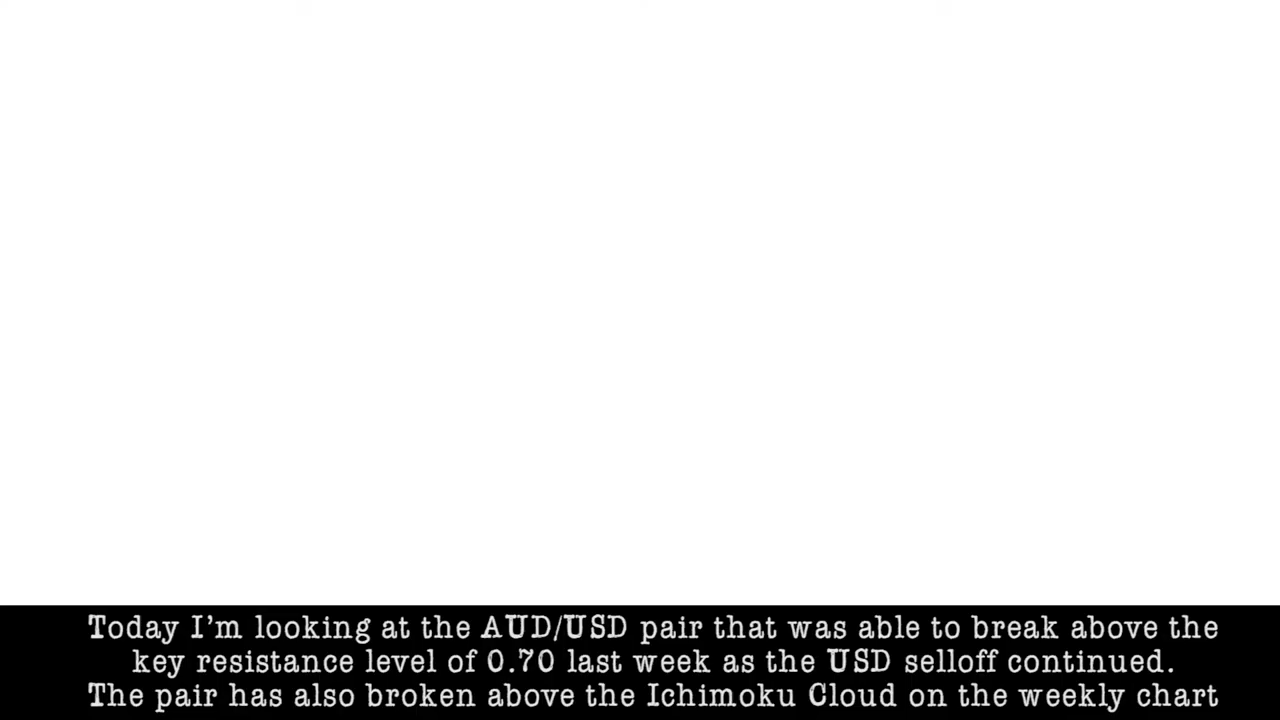 Today I'm looking at the AUD/USD pair that was able to break above the
key resistance level of 0.70 last week as the USD selloff continued.
The pair has also broken above the Ichimoku Cloud on the weekly chart